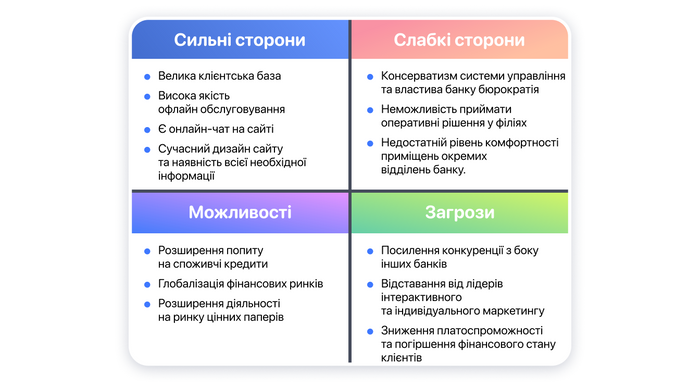 Сильні сторони
Велика клієнтська база
Висока якість
офлайн обслуговування
Є онлайн-чат на сайті
Сучасний дизайн сайту
та наявність всієї необхідної
інформації
Слабкі сторони
Консерватизм системи управління
та властива банку бюрократія
Неможливість приймати
оперативні рішення у філіях
Недостатній рівень комфортності
приміщень окремих
відділень банку.
Можливості
Розширення попиту
на споживчі кредити
Глобалізація фінансових ринків
Розширення діяльності
на ринку цінних паперів
Загрози
Посилення конкуренції з боку
інших банків
Відставання від лідерів
інтерактивного
та індивідуального маркетингу
Зниження платоспроможності
та погіршення фінансового стану
клієнтів